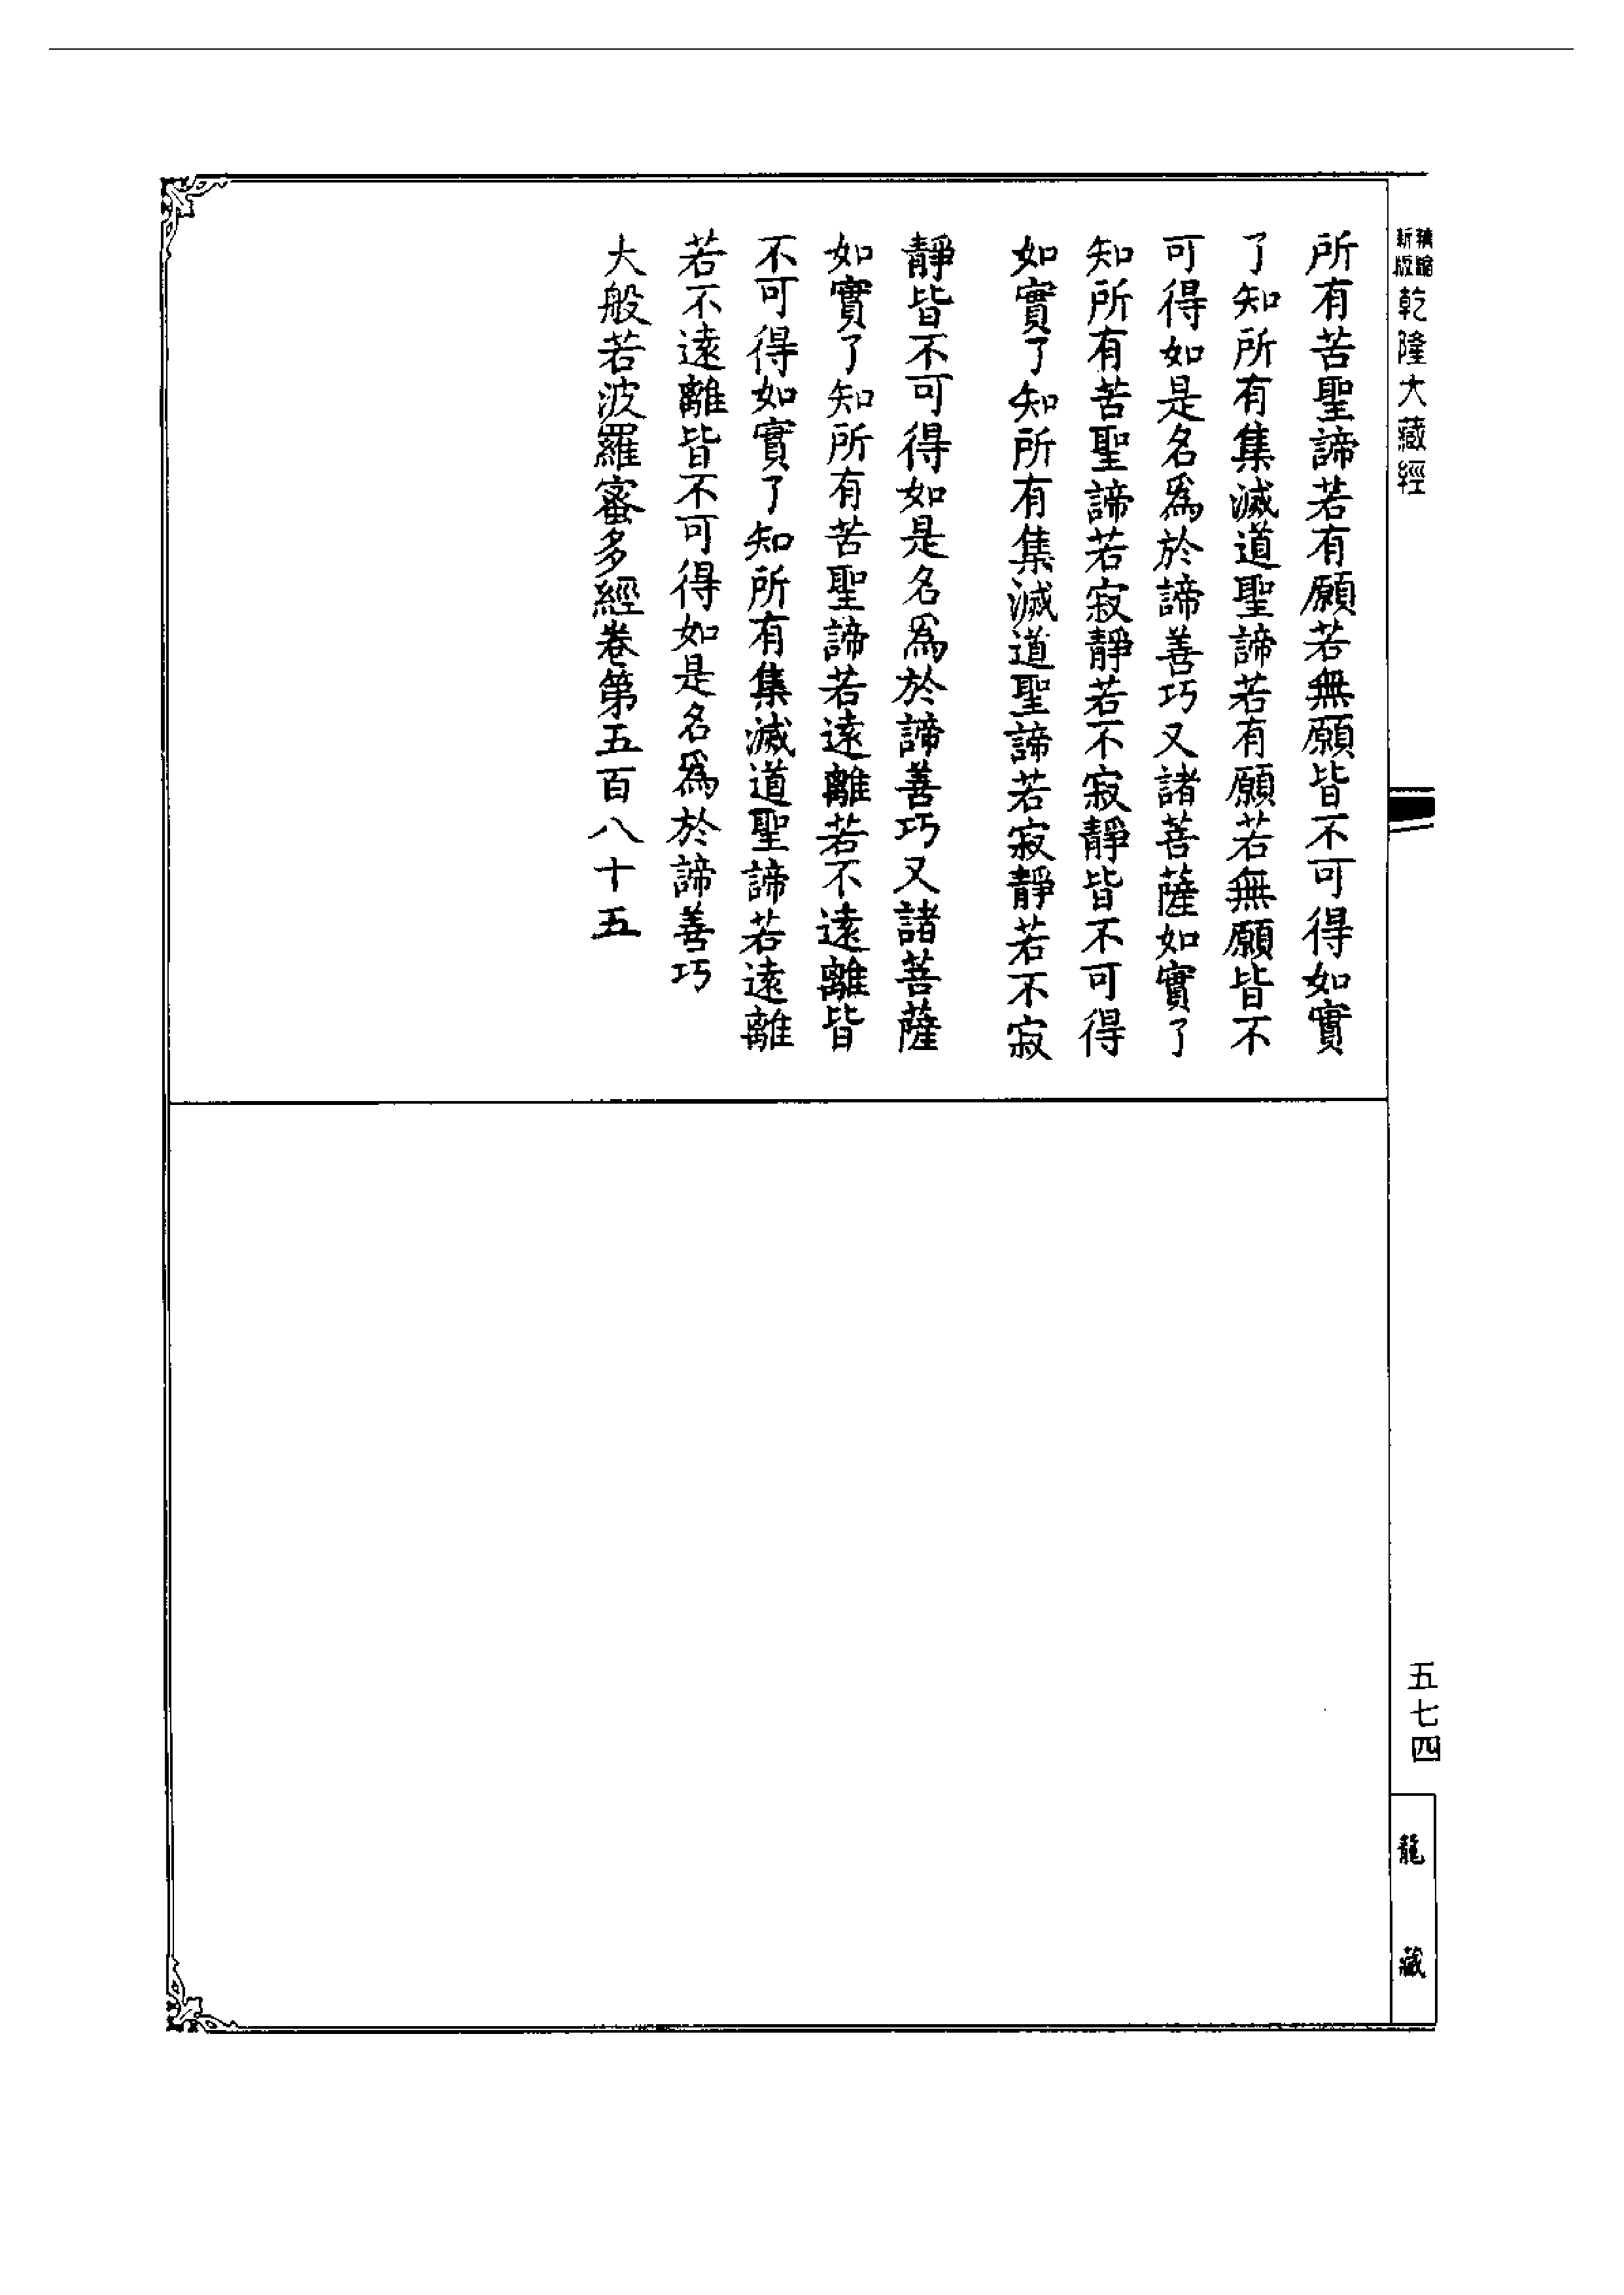 新版
乾隆大藏經
五七四
龍藏
所有苦聖諦若有願若無願皆不可得如實
了知所有集滅道聖諦若有願若無願皆不
可得如是名為於諦善巧又諸菩薩如實了
知所有苦聖諦若寂靜若不寂靜皆不可得
如實了知所有集滅道聖諦若寂靜若不寂
靜皆不可得如是名為於諦善巧又諸菩薩
如實了知所有苦聖諦若遠離若不遠離皆
不可得如實了知所有集滅道聖諦若遠離
若不遠離皆不可得如是名為於諦善巧
大般若波羅蜜多經卷第五百八十五